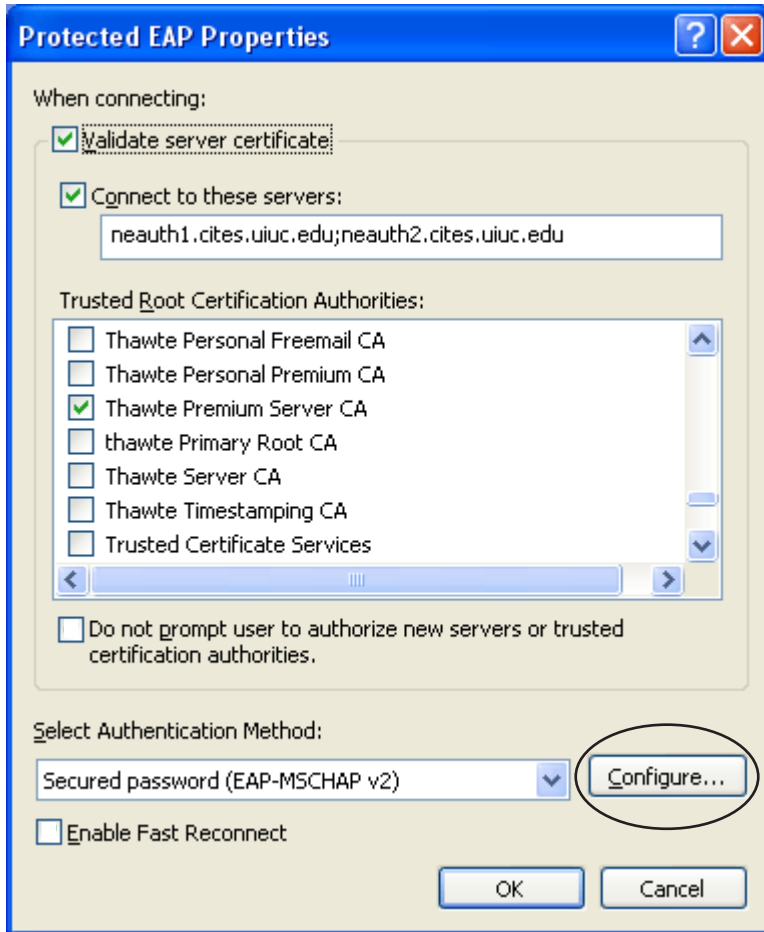 Protected EAP Properties
When connecting:
Validate server certificate
Connect to these servers:
neauth1.cites.uiuc.edu;neauth2.cites.uiuc.edu
Trusted Root Certification Authorities:
Thawte Personal Freemail CA
Thawte Personal Premium CA
Thawte Premium Server CA
thawte Primary Root CA
Thawte Server CA
Thawte Timestamping CA
Trusted Certificate Services
Do not prompt user to authorize new servers or trusted
certification authorities.
Select Authentication Method:
Secured password (EAP-MSCHAP v2)
Configure...
Enable Fast Reconnect
OK
Cancel